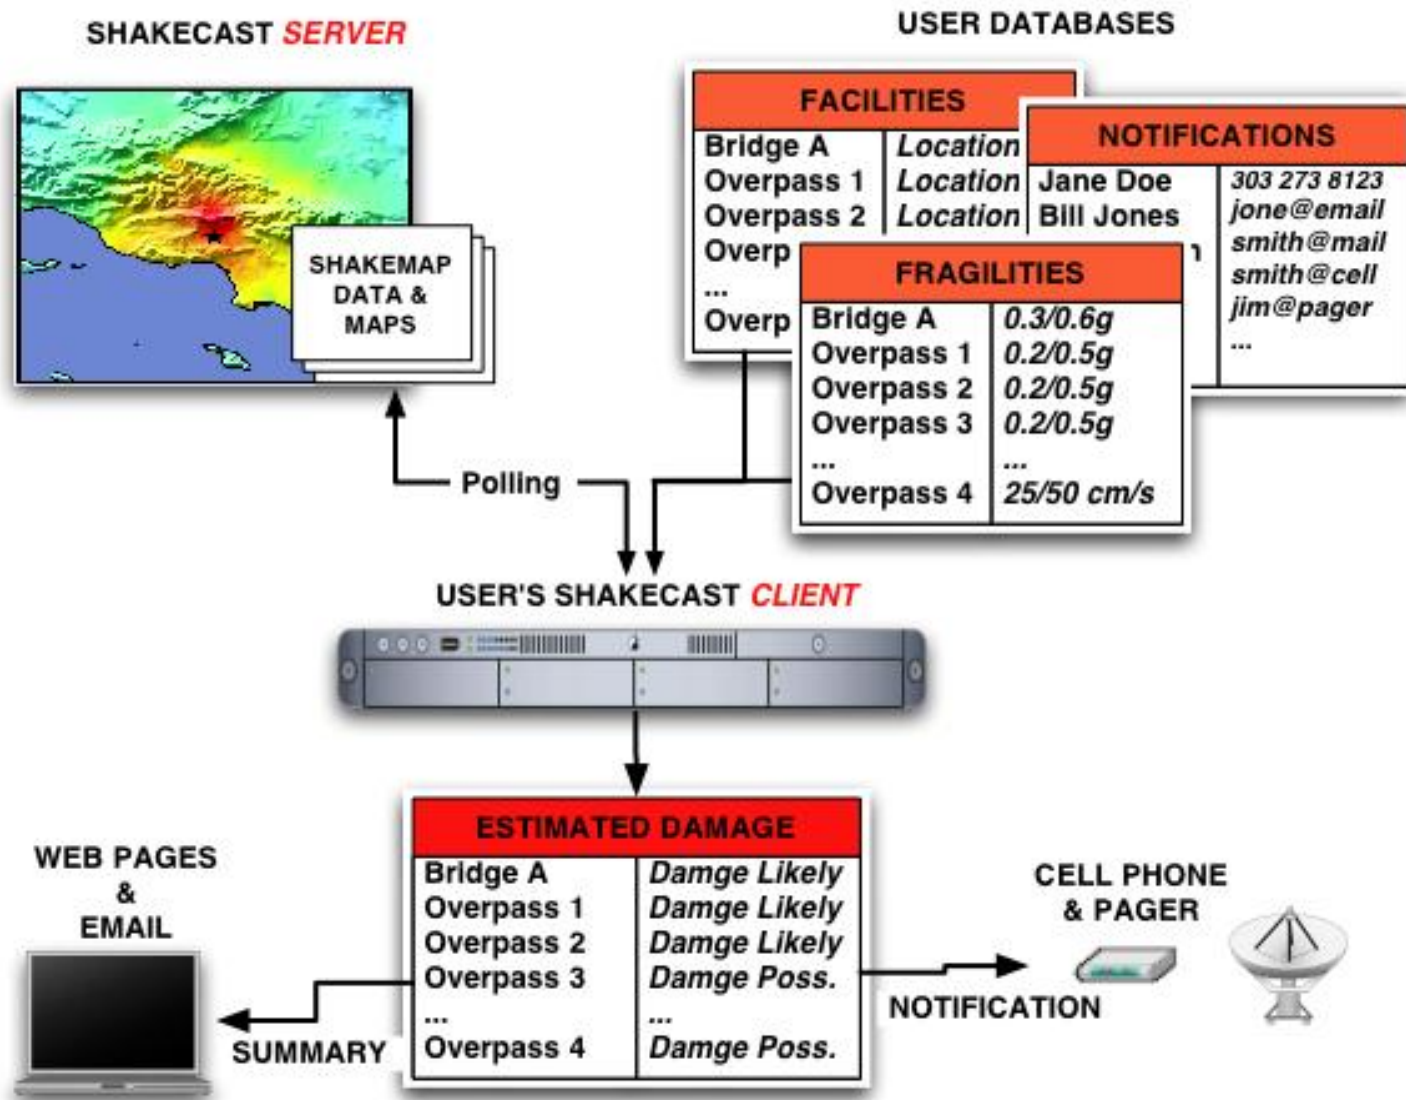 SHAKECAST SERVER
USER DATABASES
SHAKEMAP
DATA &
MAPS
FACILITIES
Bridge A Location
Overpass 1 Location
Overpass 2 Location
Overp
...
Overp
NOTIFICATIONS
Jane Doe 303 273 8123
Bill Jones jone@email
n smith@mail
smith@cell
jim@pager
...
FRAGILITIES
Bridge A 0.3/0.6g
Overpass 1 0.2/0.5g
Overpass 2 0.2/0.5g
Overpass 3 0.2/0.5g
... ...
Overpass 4 25/50 cm/s
Polling
USER'S SHAKECAST CLIENT
ESTIMATED DAMAGE
Bridge A Damge Likely
Overpass 1 Damge Likely
Overpass 2 Damge Likely
Overpass 3 Damge Poss.
... ...
Overpass 4 Damge Poss.
WEB PAGES
&
EMAIL
SUMMARY
CELL PHONE
& PAGER
NOTIFICATION